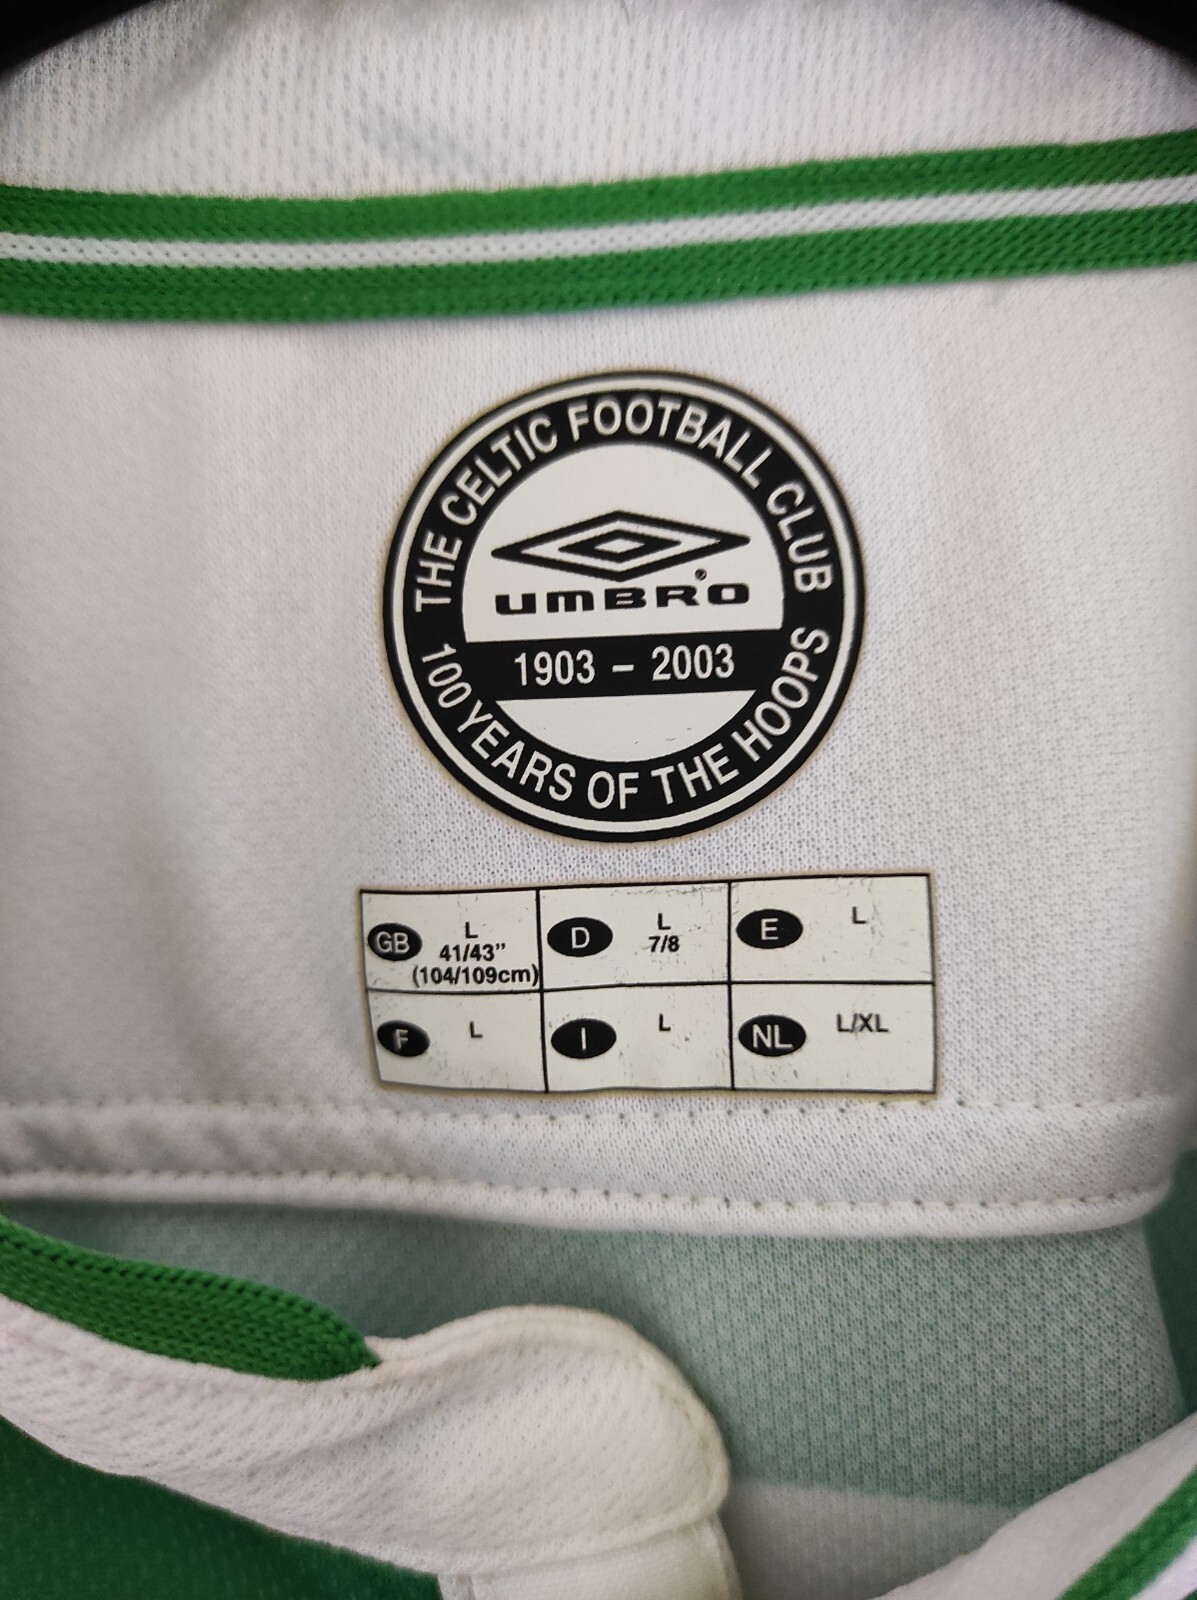 THE CELTIC FOOTBALL CLUB
UMBRO®
1903 – 2003
100 YEARS OF THE HOOPS
GB L 41/43” (104/109cm)
D L 7/8
E L
F L
I L
NL L/XL